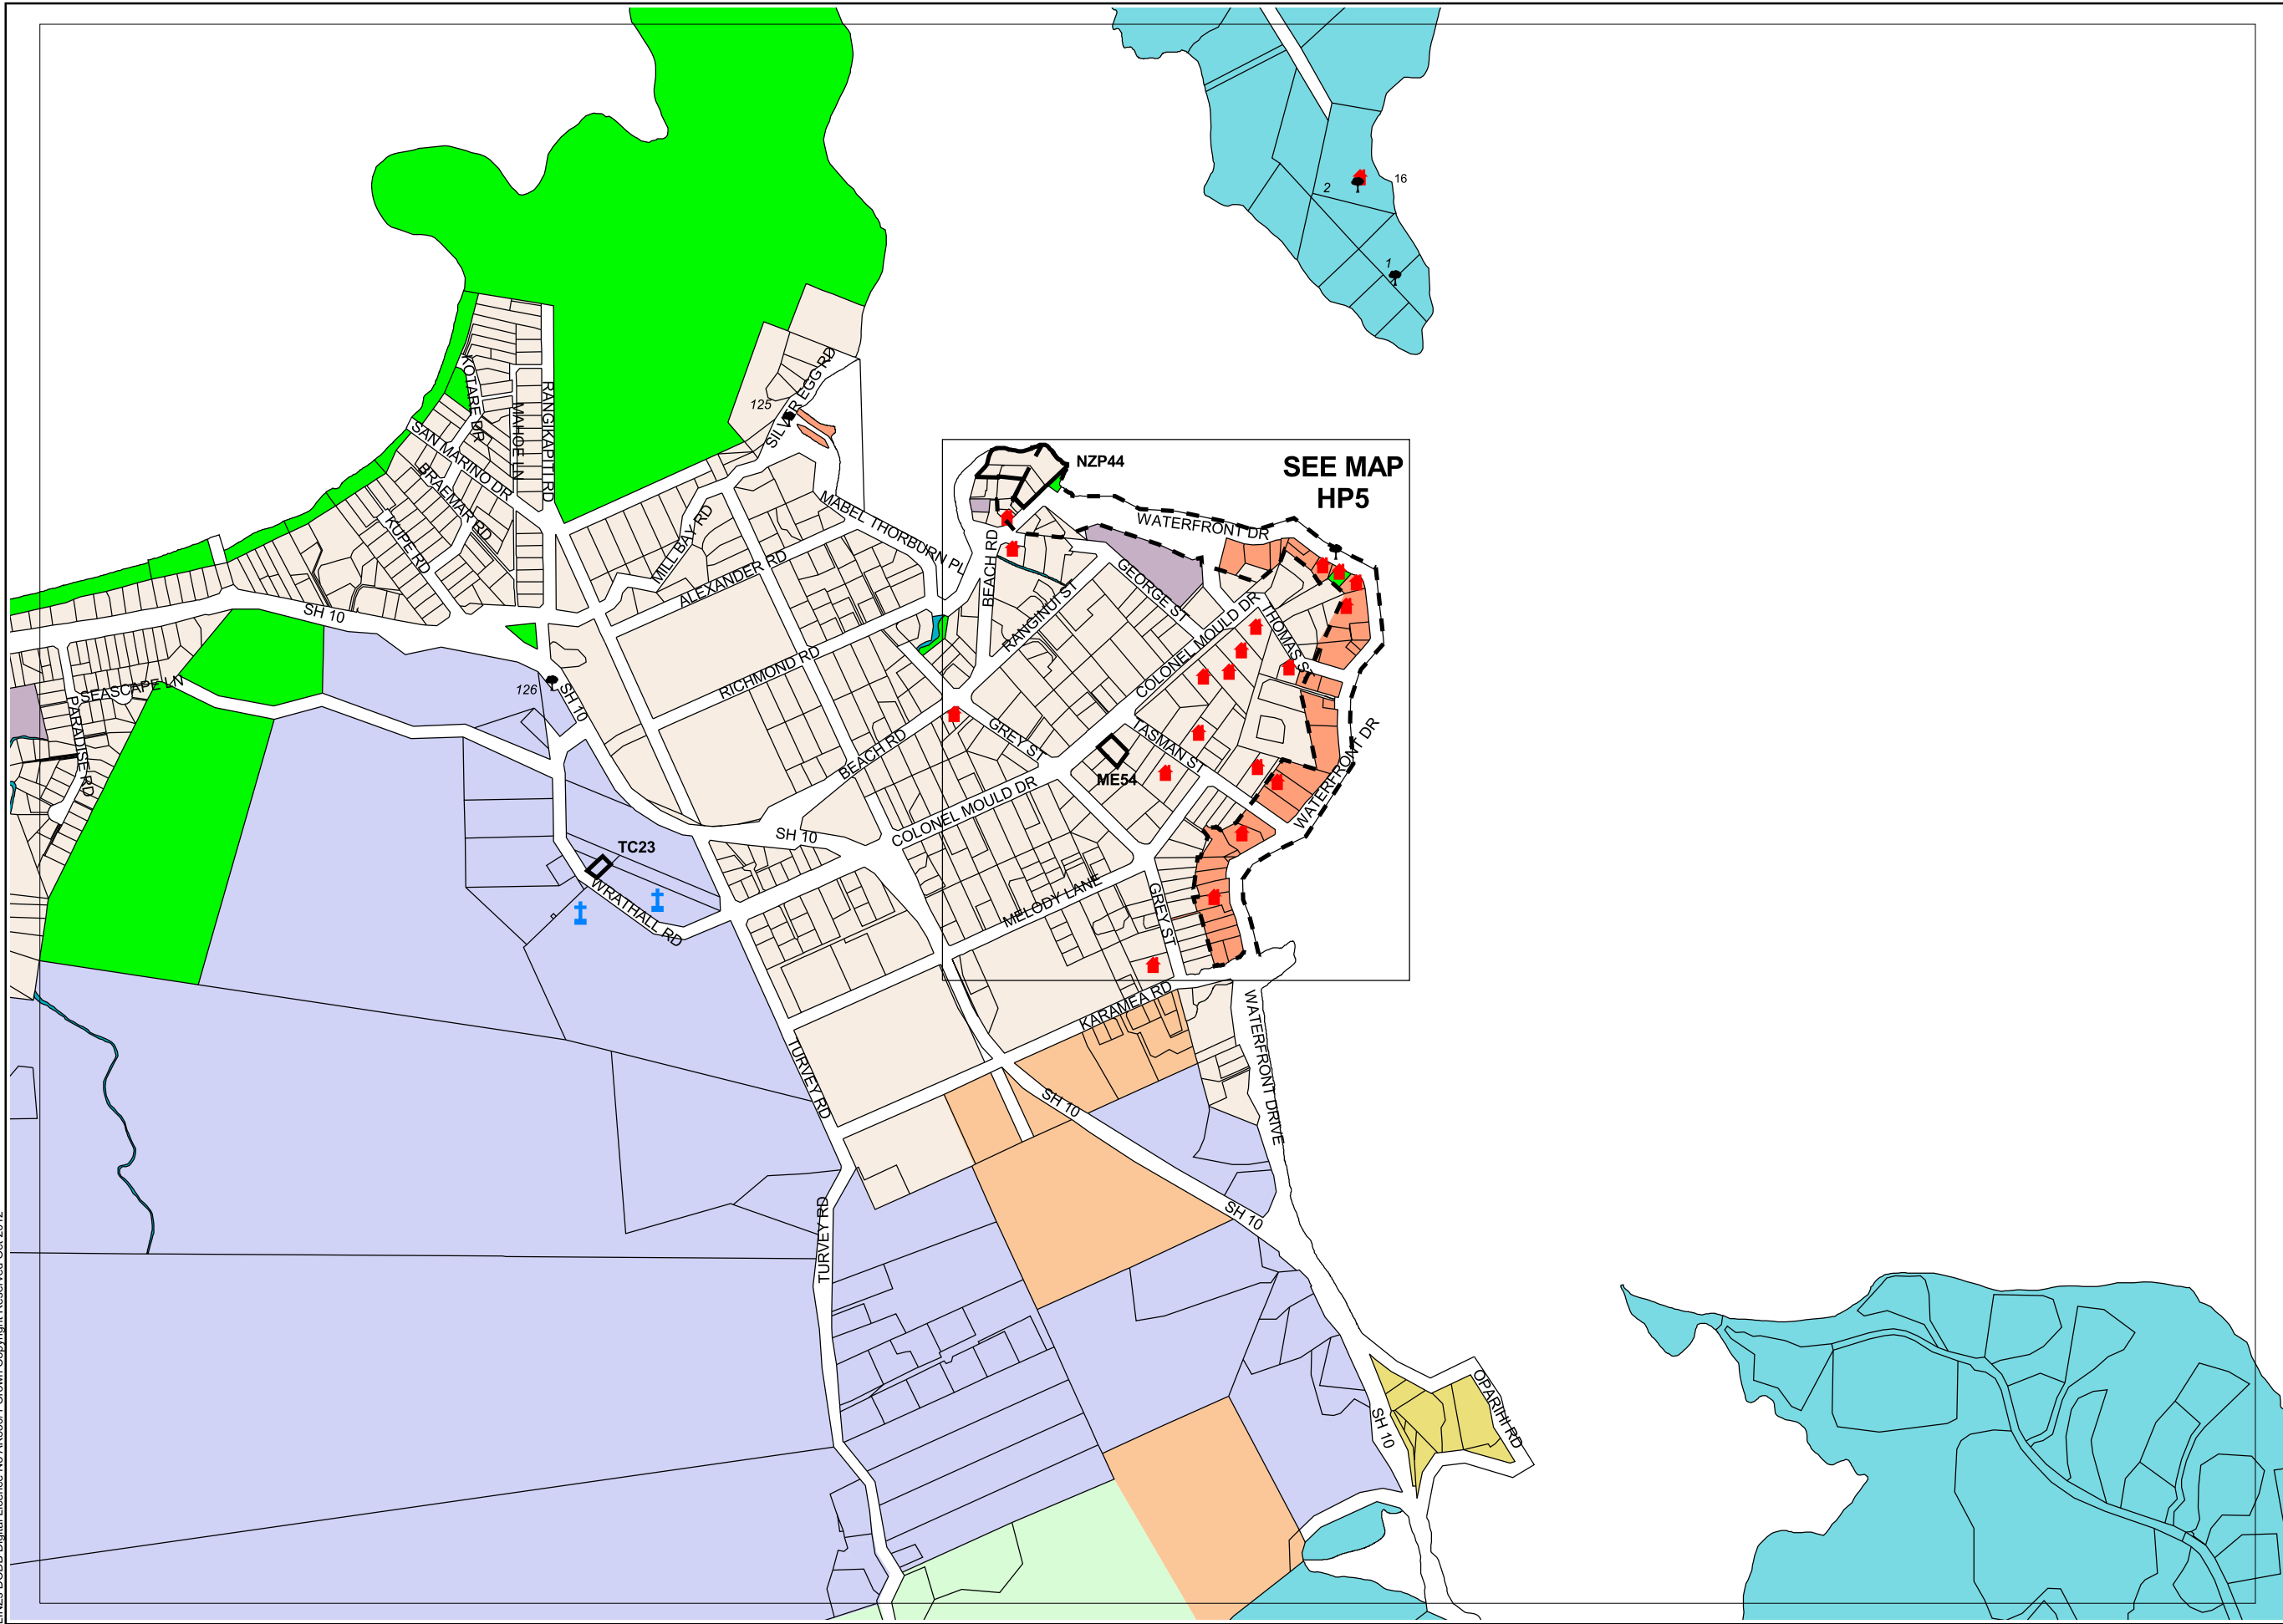 16
2
1
KOTARE DR
MAHOE LN
RANGIKAPITI RD
SAN MARINO DR
BRAEMAR RD
KUPE RD
125
SILVER EGG RD
MILL BAY RD
MABEL THORBURN PL
ALEXANDER RD
RICHMOND RD
SH 10
SEASCAPE LN
PARADISE RD
126
SH 10
NZP44
SEE MAP
HP5
WATERFRONT DR
BEACH RD
RANGINUI ST
GEORGE ST
COLONEL MOULD DR
THOMAS ST
BEACH RD
GREY ST
TASMAN ST
ME54
WATERFRONT DR
COLONEL MOULD DR
SH 10
TC23
WRATHALL RD
MELODY LANE
GREY ST
KARAMEA RD
WATERFRONT DRIVE
TURVEY RD
SH 10
TURVEY RD
SH 10
SH 10
OPARIHI RD